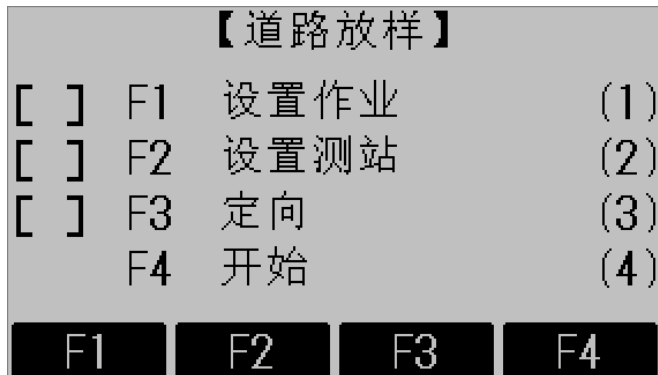 【道路放样】
[ ] F1 设置作业 (1)
[ ] F2 设置测站 (2)
[ ] F3 定向 (3)
F4 开始 (4)
F1 F2 F3 F4